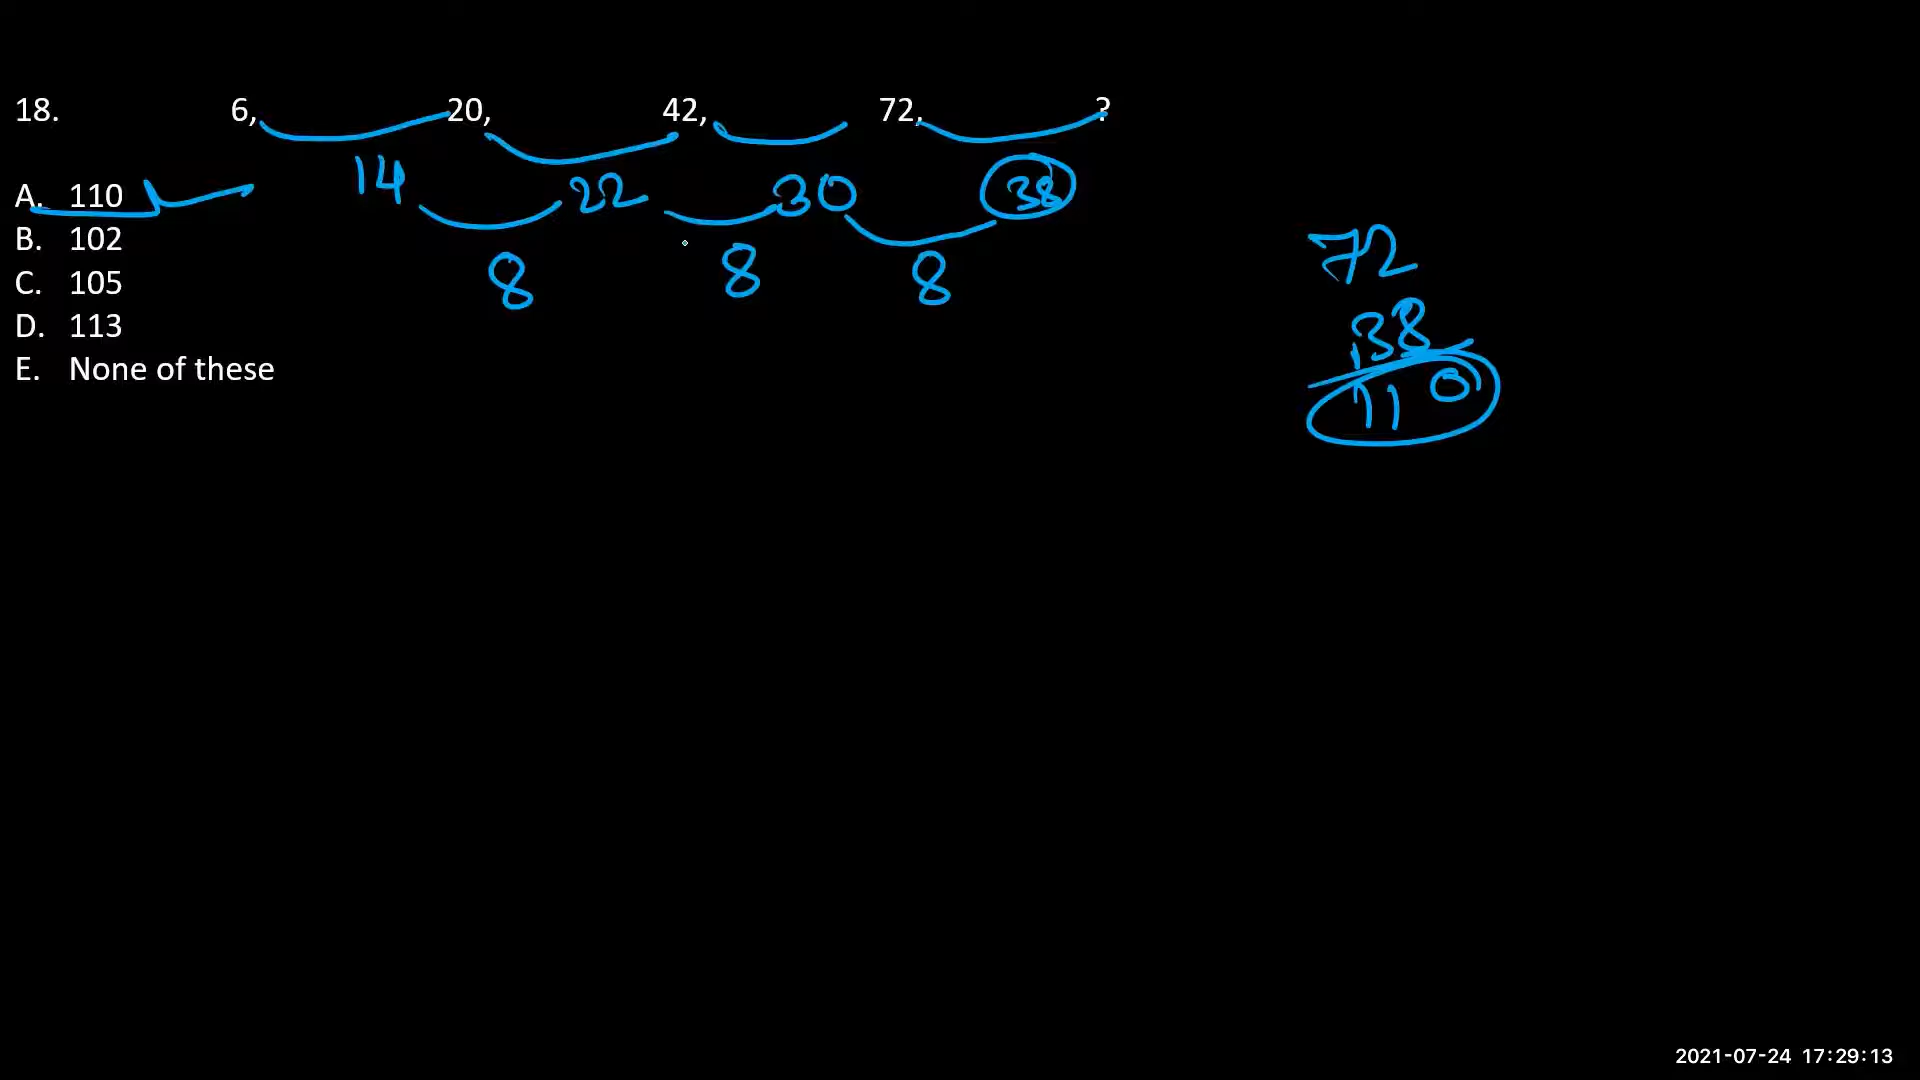 18. 6, 20, 42, 72, ?
14 22 30 38
A. 110
B. 102
8 8 8
C. 105
D. 113
E. None of these
72
38
110
2021-07-24 17:29:13